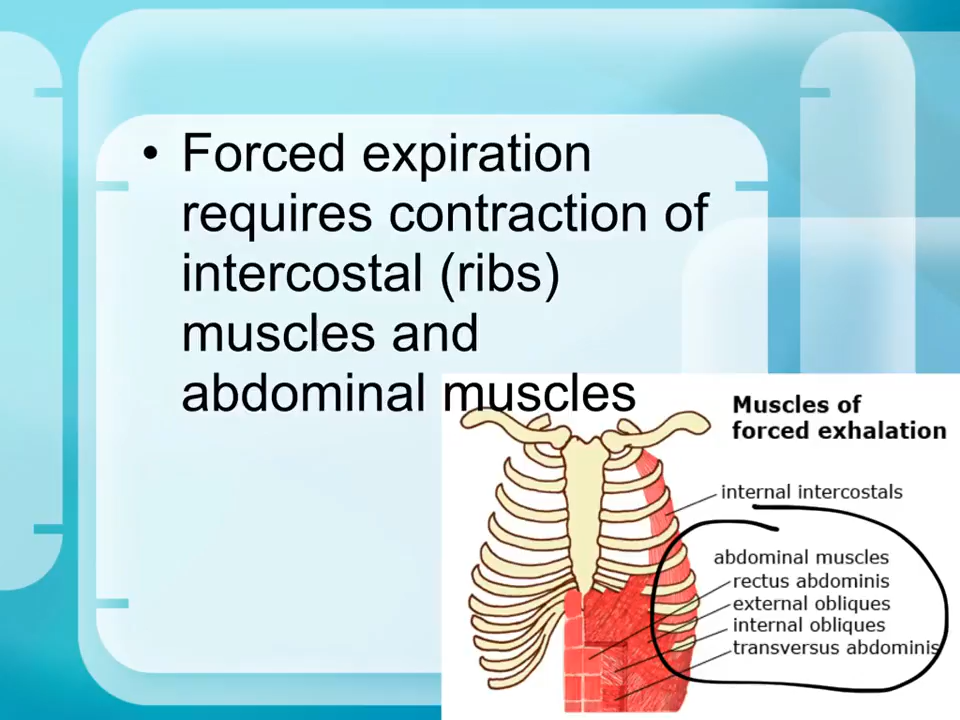 • Forced expiration
requires contraction of
intercostal (ribs)
muscles and
abdominal muscles
Muscles of
forced exhalation
internal intercostals
abdominal muscles
rectus abdominis
external obliques
internal obliques
transversus abdominis